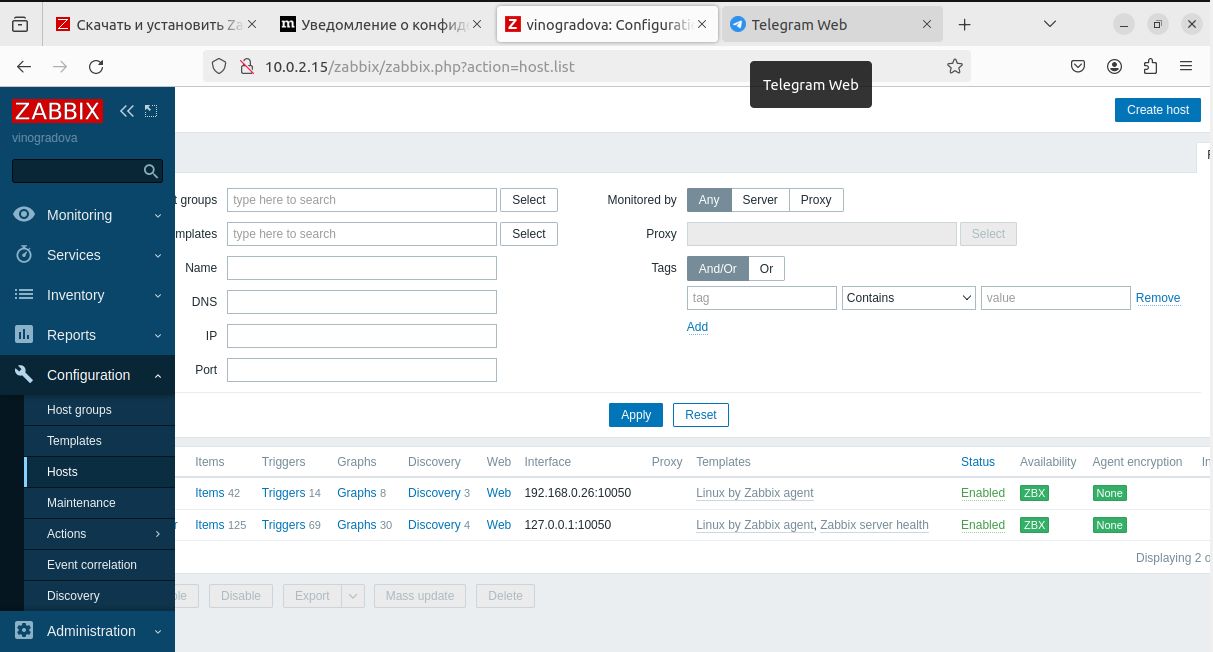 Скачать и установить Za
Уведомление о конфид
vinogradova: Configurati
Telegram Web
10.0.2.15/zabbix/zabbix.php?action=host.list
Telegram Web
ZABBIX
vinogradova
Create host
Monitoring
Services
Inventory
Reports
Configuration
Host groups
Templates
Hosts
Maintenance
Actions
Event correlation
Discovery
Administration
t groups type here to search Select Monitored by Any Server Proxy
mplates type here to search Select Proxy Select
Name Tags And/Or Or
DNS tag Contains value Remove
IP Add
Port
Apply Reset
Items Triggers Graphs Discovery Web Interface Proxy Templates Status Availability Agent encryption In
Items 42 Triggers 14 Graphs 8 Discovery 3 Web 192.168.0.26:10050 Linux by Zabbix agent Enabled ZBX None
r Items 125 Triggers 69 Graphs 30 Discovery 4 Web 127.0.0.1:10050 Linux by Zabbix agent, Zabbix server health Enabled ZBX None
Displaying 2 o
ble Disable Export Mass update Delete